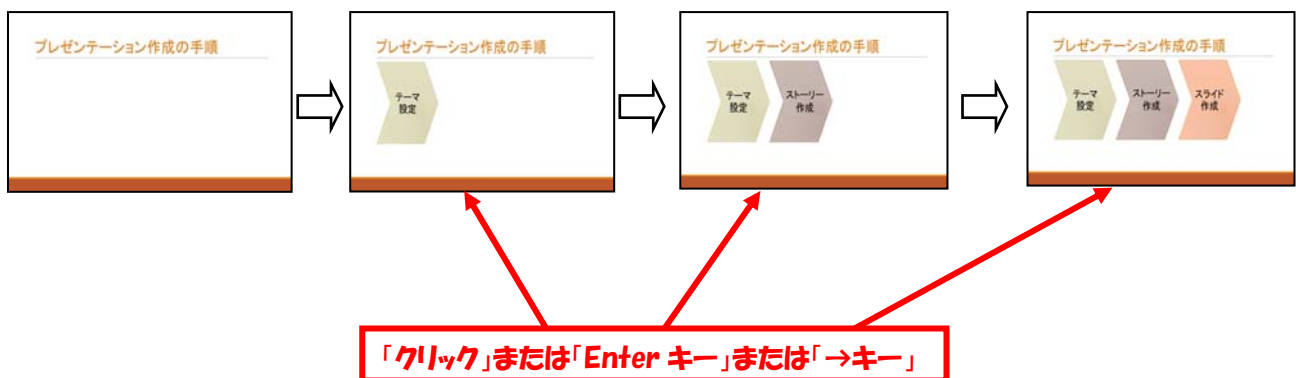 プレゼンテーション作成の手順
プレゼンテーション作成の手順
テーマ
設定
プレゼンテーション作成の手順
テーマ
設定
ストーリー
作成
プレゼンテーション作成の手順
テーマ
設定
ストーリー
作成
スライド
作成
「クリック」または「Enter キー」または「→キー」